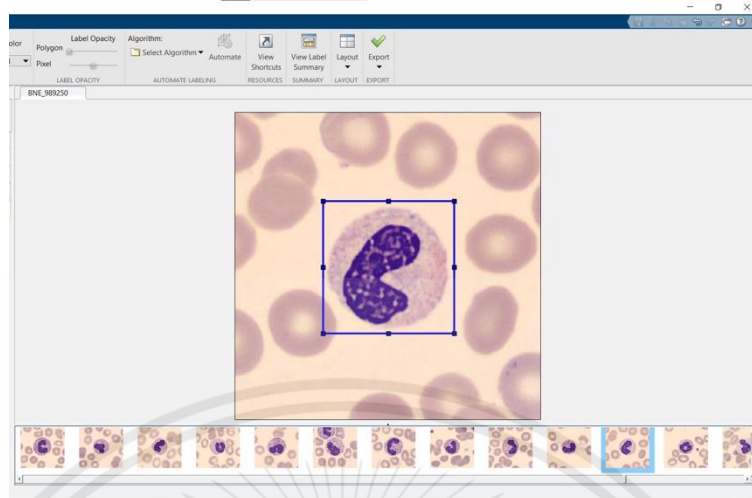 olor
Polygon
Label Opacity
Pixel
LABEL OPACITY
Algorithm:
Select Algorithm
Automate
AUTOMATE LABELING
View Shortcuts
RESOURCES
View Label Summary
SUMMARY
Layout
LAYOUT
Export
EXPORT
BNE_989250